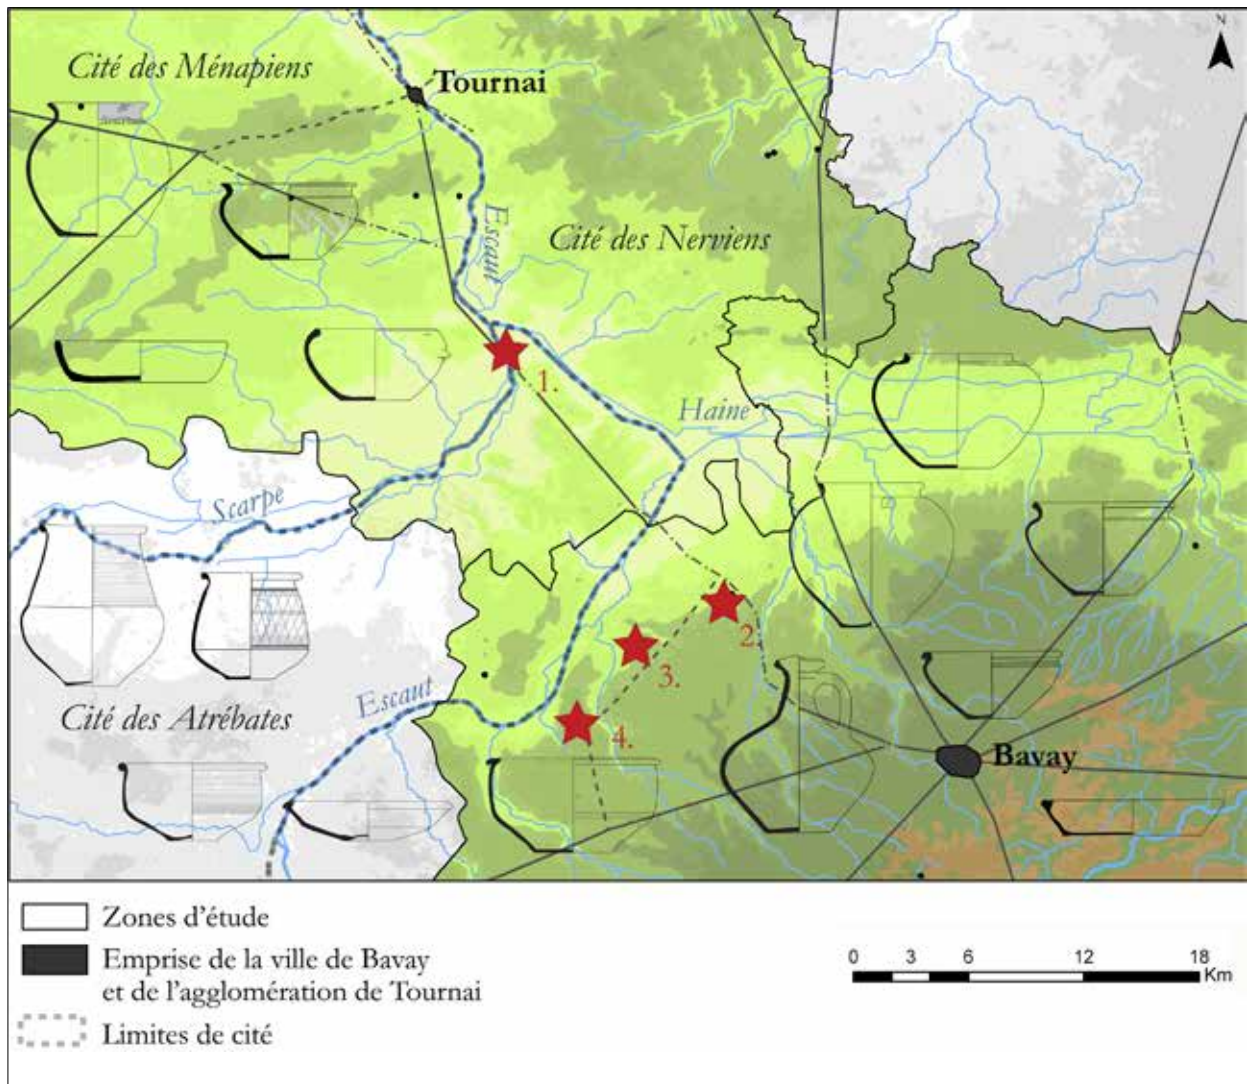 N
Cité des Ménapiens
Tournai
Escaut
Cité des Nerviens
1.
Haine
Scarpe
2.
3.
Escaut
4.
Cité des Atrébates
Bavay
Zones d'étude
Emprise de la ville de Bavay
et de l'agglomération de Tournai
Limites de cité
0 3 6 12 18
Km